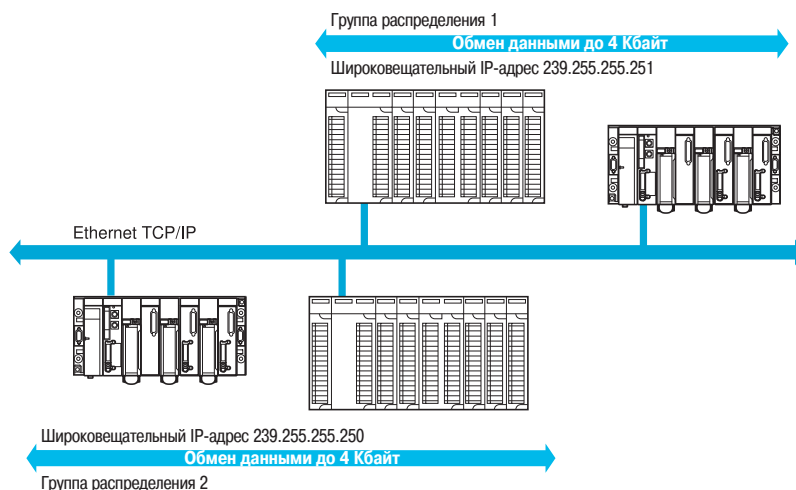 Группа распределения 1
Обмен данными до 4 Кбайт
Широковещательный IP-адрес 239.255.255.251
Ethernet TCP/IP
Широковещательный IP-адрес 239.255.255.250
Обмен данными до 4 Кбайт
Группа распределения 2